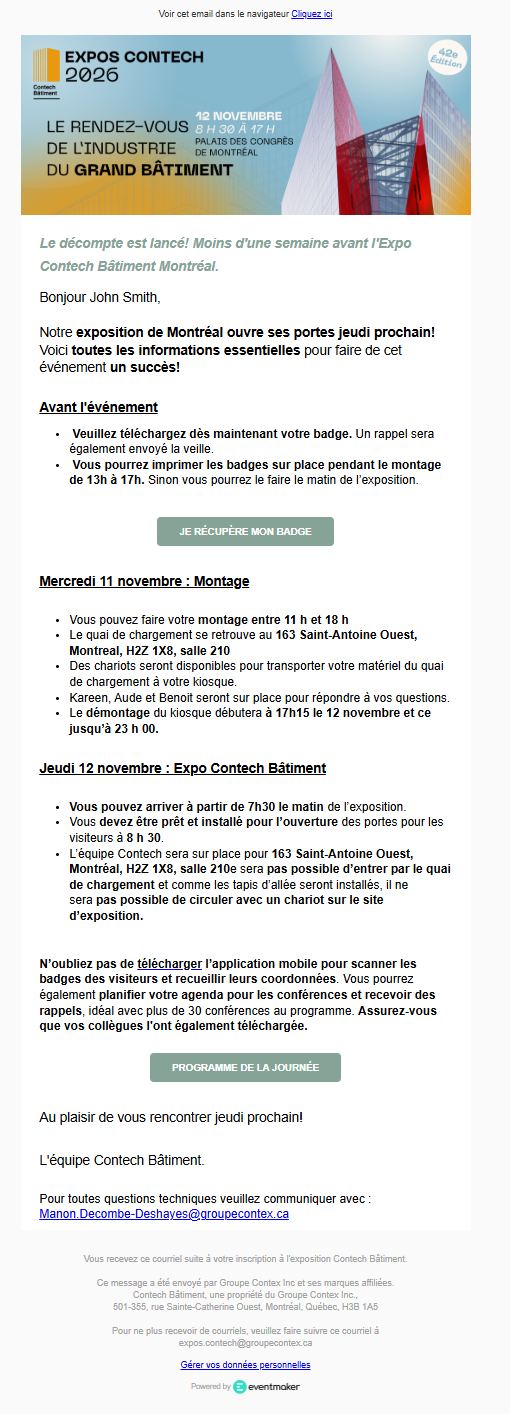 Voir cet email dans le navigateur Cliquez ici
EXPOS CONTECH
2026
42e
Édition
Contech
Bâtiment
LE RENDEZ-VOUS
DE L'INDUSTRIE
DU GRAND BÂTIMENT
12 NOVEMBRE
8 H 30 À 17 H
PALAIS DES CONGRÈS
DE MONTRÉAL
Le décompte est lancé! Moins d'une semaine avant l'Expo
Contech Bâtiment Montréal.
Bonjour John Smith,
Notre exposition de Montréal ouvre ses portes jeudi prochain!
Voici toutes les informations essentielles pour faire de cet
événement un succès!
Avant l'événement
• Veuillez téléchargez dès maintenant votre badge. Un rappel sera
également envoyé la veille.
• Vous pourrez imprimer les badges sur place pendant le montage
de 13h à 17h. Sinon vous pourrez le faire le matin de l'exposition.
JE RÉCUPÈRE MON BADGE
Mercredi 11 novembre : Montage
• Vous pouvez faire votre montage entre 11 h et 18 h
• Le quai de chargement se retrouve au 163 Saint-Antoine Ouest,
Montreal, H2Z 1X8, salle 210
• Des chariots seront disponibles pour transporter votre matériel du quai
de chargement à votre kiosque.
• Kareen, Aude et Benoit seront sur place pour répondre à vos questions.
• Le démontage du kiosque débutera à 17h15 le 12 novembre et ce
jusqu'à 23 h 00.
Jeudi 12 novembre : Expo Contech Bâtiment
• Vous pouvez arriver à partir de 7h30 le matin de l'exposition.
• Vous devez être prêt et installé pour l'ouverture des portes pour les
visiteurs à 8 h 30.
• L'équipe Contech sera sur place pour 163 Saint-Antoine Ouest,
Montréal, H2Z 1X8, salle 210e sera pas possible d'entrer par le quai
de chargement et comme les tapis d'allée seront installés, il ne
sera pas possible de circuler avec un chariot sur le site
d'exposition.
N'oubliez pas de télécharger l'application mobile pour scanner les
badges des visiteurs et recueillir leurs coordonnées. Vous pourrez
également planifier votre agenda pour les conférences et recevoir des
rappels, idéal avec plus de 30 conférences au programme. Assurez-vous
que vos collègues l'ont également téléchargée.
PROGRAMME DE LA JOURNÉE
Au plaisir de vous rencontrer jeudi prochain!
L'équipe Contech Bâtiment.
Pour toutes questions techniques veuillez communiquer avec :
Manon.Decombe-Deshayes@groupecontex.ca
Vous recevez ce courriel suite à votre inscription à l'exposition Contech Bâtiment.
Ce message a été envoyé par Groupe Contex Inc et ses marques affiliées.
Contech Bâtiment, une propriété du Groupe Contex Inc.,
501-355, rue Sainte-Catherine Ouest, Montréal, Québec, H3B 1A5
Pour ne plus recevoir de courriels, veuillez faire suivre ce courriel à
expos.contech@groupecontex.ca
Gérer vos données personnelles
Powered by eventmaker